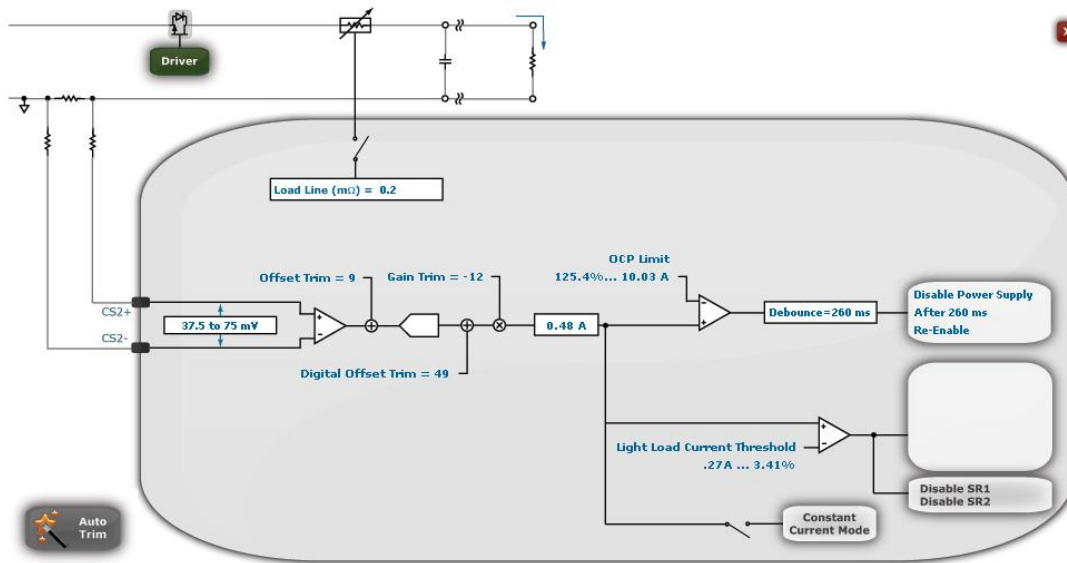 X
Driver
Load Line (mΩ) = 0.2
OCP Limit
Offset Trim = 9
Gain Trim = -12
125.4%... 10.03 A
Disable Power Supply
After 260 ms
Re-Enable
CS2+
37.5 to 75 mV
0.48 A
Debounce=260 ms
CS2-
Digital Offset Trim = 49
Light Load Current Threshold
.27A ... 3.41%
Disable SR1
Disable SR2
Auto
Trim
Constant
Current Mode